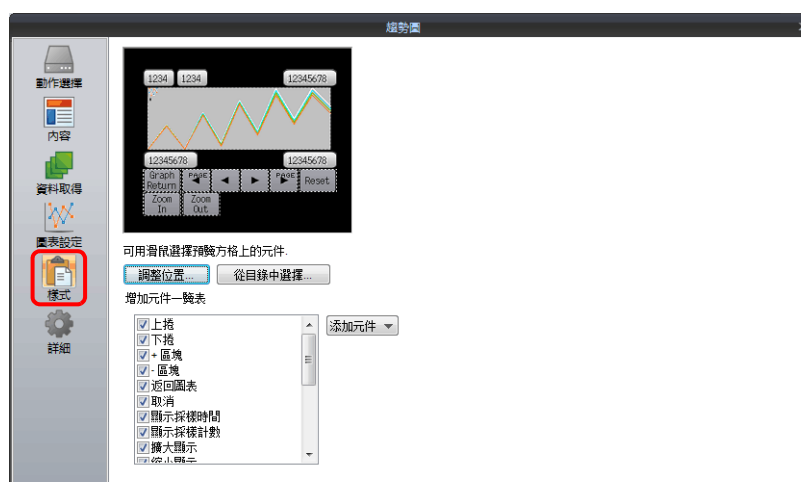 趨勢圖
動作選擇
內容
資料取得
圖表設定
樣式
詳細
1234 1234 12345678
12345678 12345678
Graph Return PAGE ◀ ◀ ▶ PAGE ▶ Reset
Zoom In Zoom Out
可用滑鼠選擇預覽方格上的元件.
調整位置... 從目錄中選擇...
增加元件一覽表
上捲
添加元件
下捲
+ 區塊
- 區塊
返回圖表
取消
顯示採樣時間
顯示採樣計數
擴大顯示
縮小顯示